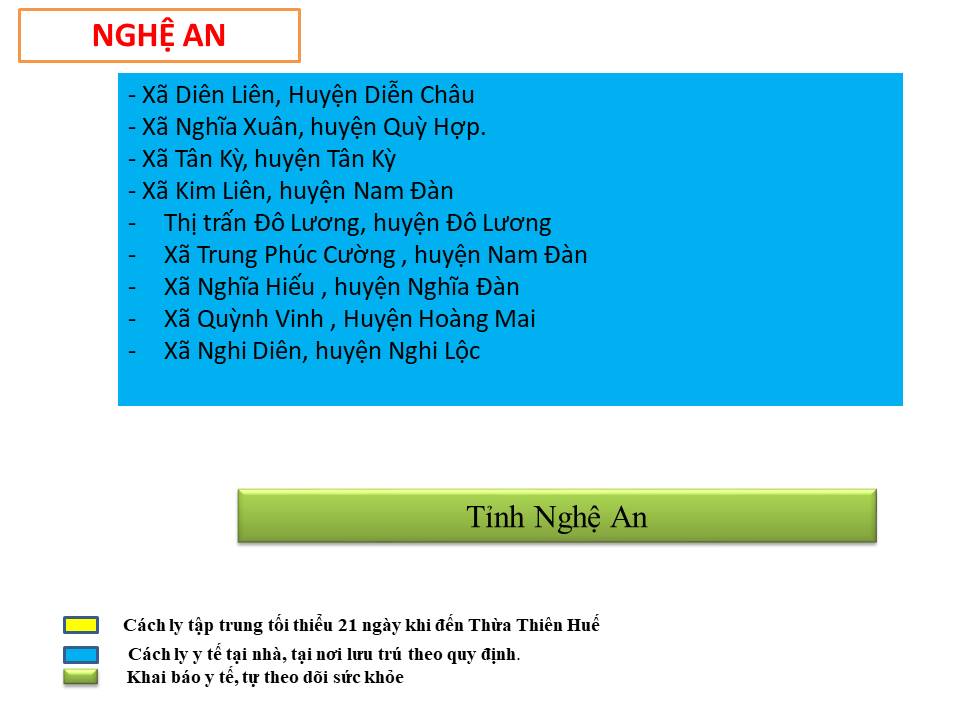 NGHỆ AN
- Xã Diên Liên, Huyện Diễn Châu
- Xã Nghĩa Xuân, huyện Quỳ Hợp.
- Xã Tân Kỳ, huyện Tân Kỳ
- Xã Kim Liên, huyện Nam Đàn
- Thị trấn Đô Lương, huyện Đô Lương
- Xã Trung Phúc Cường , huyện Nam Đàn
- Xã Nghĩa Hiếu , huyện Nghĩa Đàn
- Xã Quỳnh Vinh , Huyện Hoàng Mai
- Xã Nghi Diên, huyện Nghi Lộc
Tỉnh Nghệ An
Cách ly tập trung tối thiểu 21 ngày khi đến Thừa Thiên Huế
Cách ly y tế tại nhà, tại nơi lưu trú theo quy định.
Khai báo y tế, tự theo dõi sức khỏe